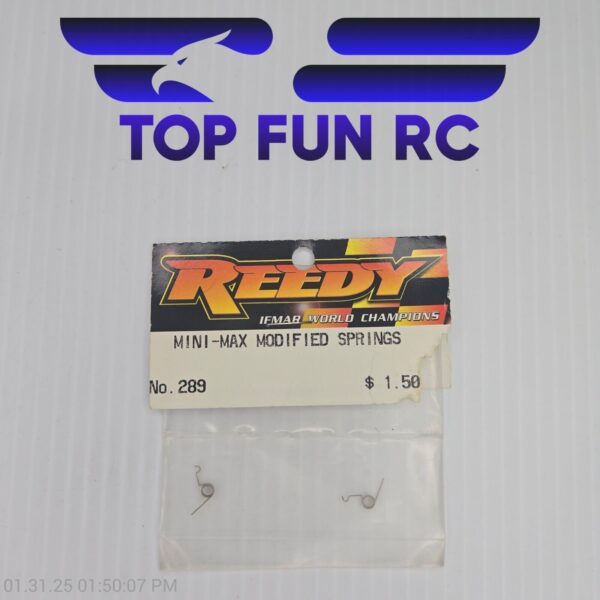 TOP FUN RC
REEDY
IFMAR WORLD CHAMPIONS
MINI-MAX MODIFIED SPRINGS
No. 289 $ 1.50
01.31.25 01:50:07 PM